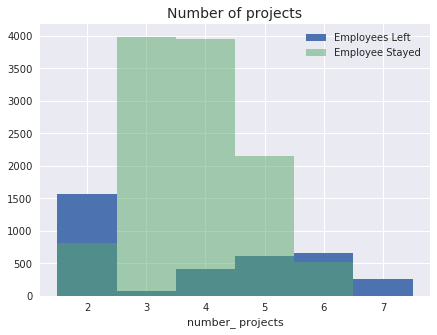 Number of projects
Employees Left
Employee Stayed
4000
3500
3000
2500
2000
1500
1000
500
0
2 3 4 5 6 7
number_ projects